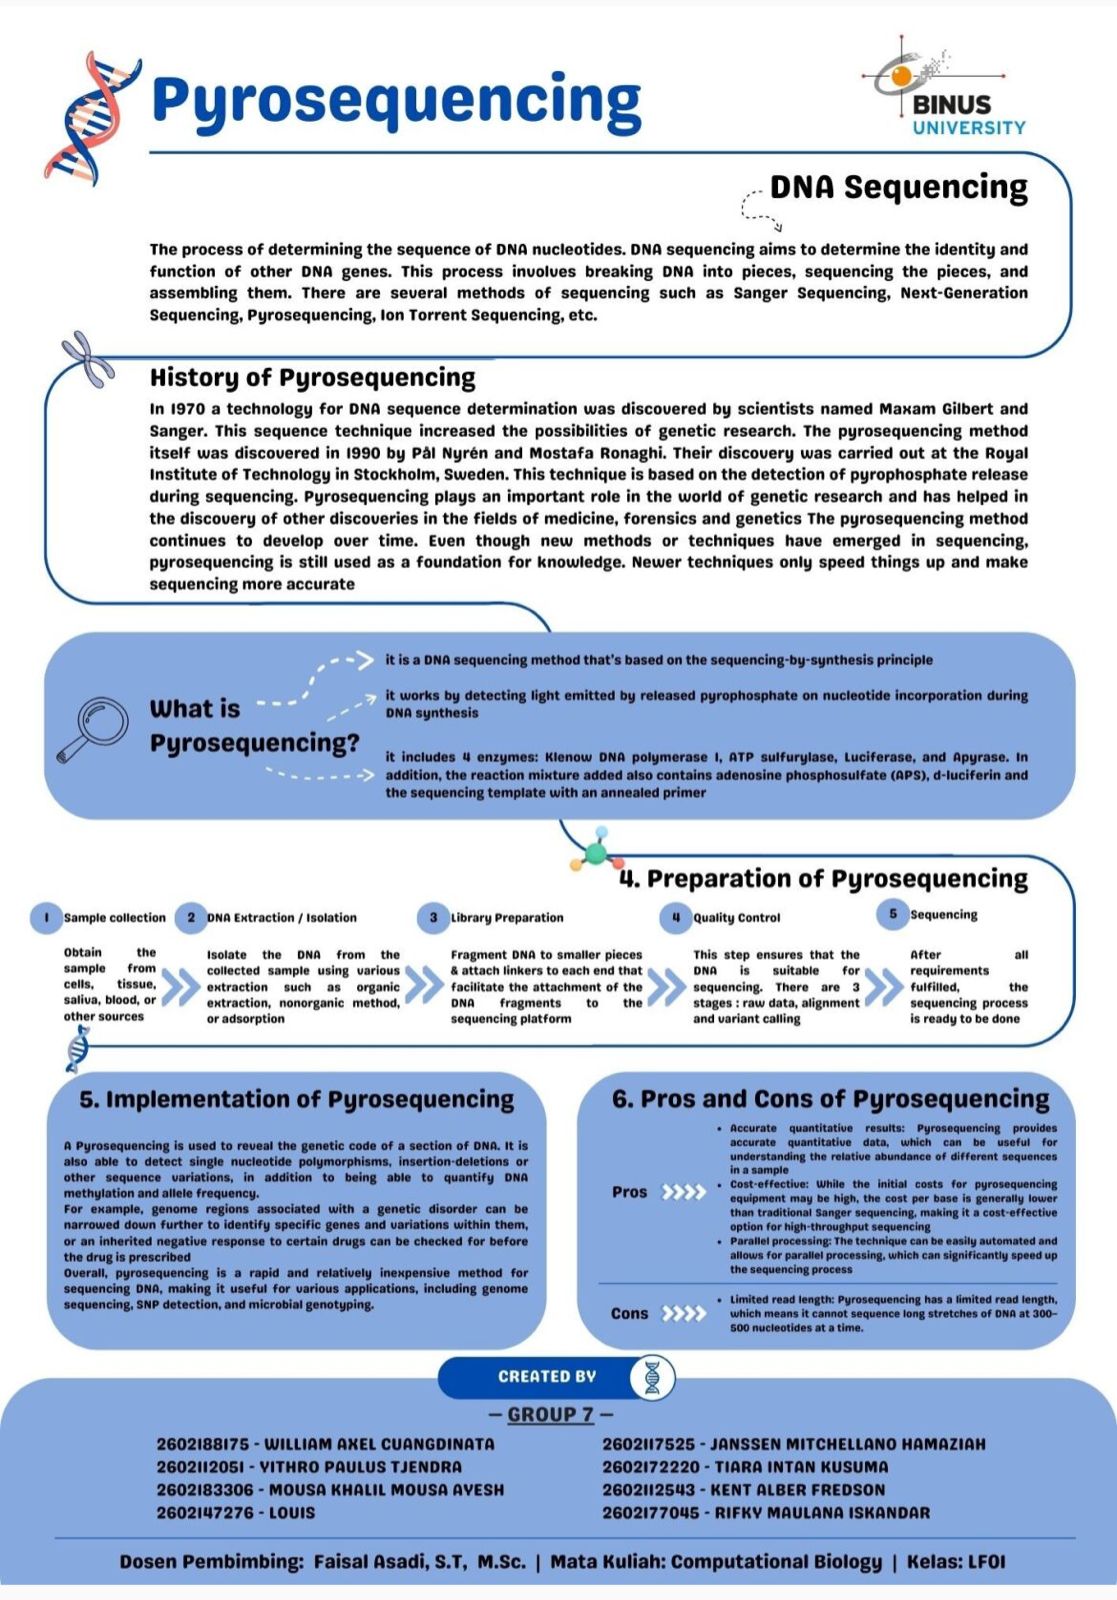 Pyrosequencing
BINUS
UNIVERSITY
DNA Sequencing
The process of determining the sequence of DNA nucleotides. DNA sequencing aims to determine the identity and
function of other DNA genes. This process involves breaking DNA into pieces, sequencing the pieces, and
assembling them. There are several methods of sequencing such as Sanger Sequencing, Next-Generation
Sequencing, Pyrosequencing, Ion Torrent Sequencing, etc.
History of Pyrosequencing
In 1970 a technology for DNA sequence determination was discovered by scientists named Maxam Gilbert and
Sanger. This sequence technique increased the possibilities of genetic research. The pyrosequencing method
itself was discovered in 1990 by Pål Nyrén and Mostafa Ronaghi. Their discovery was carried out at the Royal
Institute of Technology in Stockholm, Sweden. This technique is based on the detection of pyrophosphate release
during sequencing. Pyrosequencing plays an important role in the world of genetic research and has helped in
the discovery of other discoveries in the fields of medicine, forensics and genetics The pyrosequencing method
continues to develop over time. Even though new methods or techniques have emerged in sequencing,
pyrosequencing is still used as a foundation for knowledge. Newer techniques only speed things up and make
sequencing more accurate
What is
Pyrosequencing?
it is a DNA sequencing method that's based on the sequencing-by-synthesis principle
it works by detecting light emitted by released pyrophosphate on nucleotide incorporation during
DNA synthesis
it includes 4 enzymes: Klenow DNA polymerase I, ATP sulfurylase, Luciferase, and Apyrase. In
addition, the reaction mixture added also contains adenosine phosphosulfate (APS), d-luciferin and
the sequencing template with an annealed primer
4. Preparation of Pyrosequencing
1 Sample collection
Obtain the
sample from
cells, tissue,
saliva, blood, or
other sources
2 DNA Extraction / Isolation
Isolate the DNA from the
collected sample using various
extraction such as organic
extraction, nonorganic method,
or adsorption
3 Library Preparation
Fragment DNA to smaller pieces
& attach linkers to each end that
facilitate the attachment of the
DNA fragments to the
sequencing platform
4 Quality Control
This step ensures that the
DNA is suitable for
sequencing. There are 3
stages : raw data, alignment
and variant calling
5 Sequencing
After all
requirements
fulfilled, the
sequencing process
is ready to be done
5. Implementation of Pyrosequencing
A Pyrosequencing is used to reveal the genetic code of a section of DNA. It is
also able to detect single nucleotide polymorphisms, insertion-deletions or
other sequence variations, in addition to being able to quantify DNA
methylation and allele frequency.
For example, genome regions associated with a genetic disorder can be
narrowed down further to identify specific genes and variations within them,
or an inherited negative response to certain drugs can be checked for before
the drug is prescribed
Overall, pyrosequencing is a rapid and relatively inexpensive method for
sequencing DNA, making it useful for various applications, including genome
sequencing, SNP detection, and microbial genotyping.
6. Pros and Cons of Pyrosequencing
Pros
• Accurate quantitative results: Pyrosequencing provides
accurate quantitative data, which can be useful for
understanding the relative abundance of different sequences
in a sample
• Cost-effective: While the initial costs for pyrosequencing
equipment may be high, the cost per base is generally lower
than traditional Sanger sequencing, making it a cost-effective
option for high-throughput sequencing
• Parallel processing: The technique can be easily automated and
allows for parallel processing, which can significantly speed up
the sequencing process
Cons
• Limited read length: Pyrosequencing has a limited read length,
which means it cannot sequence long stretches of DNA at 300-
500 nucleotides at a time.
CREATED BY
— GROUP 7 —
2602188175 - WILLIAM AXEL CUANGDINATA
2602112051 - YITHRO PAULUS TJENDRA
2602183306 - MOUSA KHALIL MOUSA AYESH
2602147276 - LOUIS
2602117525 - JANSSEN MITCHELLANO HAMAZIAH
2602172220 - TIARA INTAN KUSUMA
2602112543 - KENT ALBER FREDSON
2602177045 - RIFKY MAULANA ISKANDAR
Dosen Pembimbing: Faisal Asadi, S.T, M.Sc. | Mata Kuliah: Computational Biology | Kelas: LF01